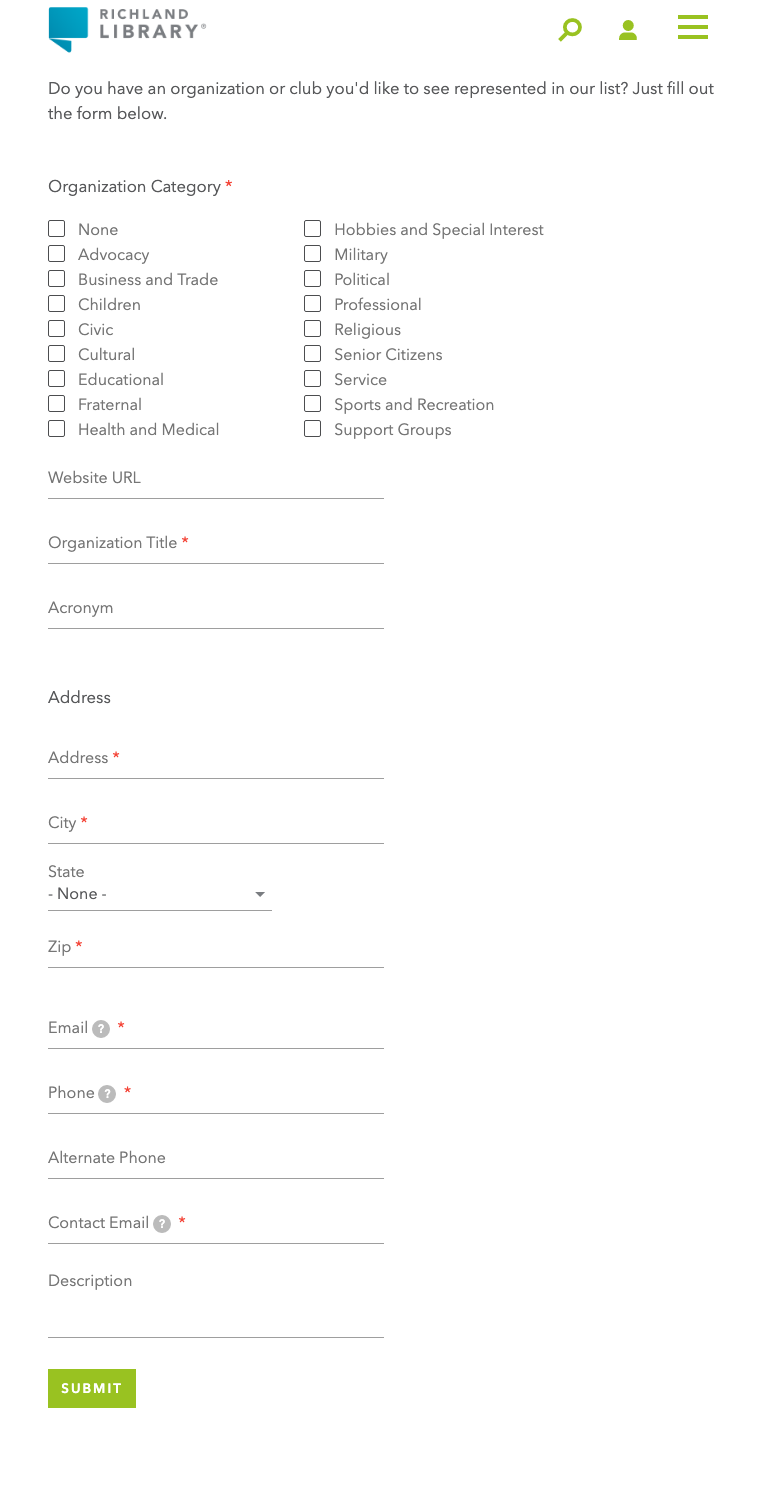 RICHLAND
LIBRARY®
Do you have an organization or club you'd like to see represented in our list? Just fill out
the form below.
Organization Category *
None
Advocacy
Business and Trade
Children
Civic
Cultural
Educational
Fraternal
Health and Medical
Hobbies and Special Interest
Military
Political
Professional
Religious
Senior Citizens
Service
Sports and Recreation
Support Groups
Website URL
Organization Title *
Acronym
Address
Address *
City *
State
- None -
Zip *
Email ? *
Phone ? *
Alternate Phone
Contact Email ? *
Description
SUBMIT